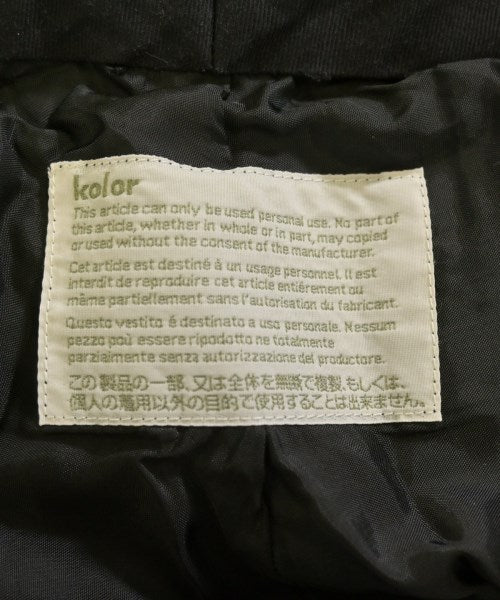 kolor
This article can only be used personal use. No part of
this article, whether in whole or in part, may copied
or used without the consent of the manufacturer.
Cet article est destiné à un usage personnel. Il est
interdit de reproduire cet article entiérement ou
même partiellement sans l'autorisation du fabricant.
Questo vestito é destinato a uso personale. Nessum
pezzo può essere ripodotto ne totalmente
parzialmente senza autorizzazione del productore.
この製品の一部、又は全体を無断で複製、もしくは、
個人の着用以外の目的で使用することは出来ません。